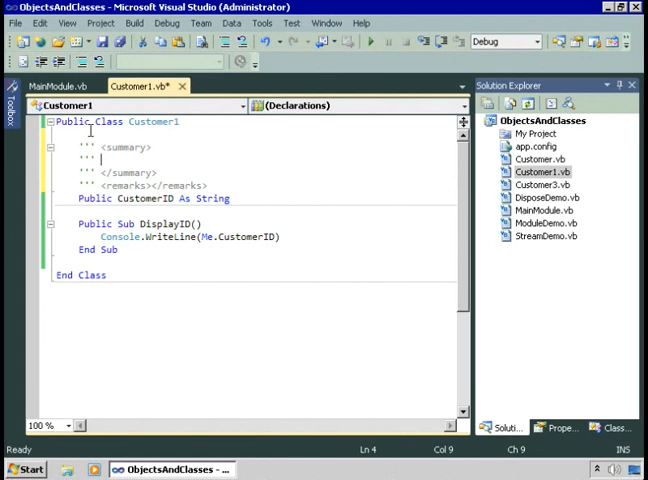 ObjectsAndClasses - Microsoft Visual Studio (Administrator)
File Edit View Project Build Debug Team Data Tools Test Window Help
Debug
Toolbox
MainModule.vb Customer1.vb*
Customer1 (Declarations)
Public Class Customer1
''' <summary>
'''
''' </summary>
''' <remarks></remarks>
Public CustomerID As String
Public Sub DisplayID()
Console.WriteLine(Me.CustomerID)
End Sub
End Class
100 %
Solution Explorer
ObjectsAndClasses
My Project
app.config
Customer.vb
Customer1.vb
Customer3.vb
DisposeDemo.vb
MainModule.vb
ModuleDemo.vb
StreamDemo.vb
Soluti... Prope... Class...
Ready Ln 4 Col 9 Ch 9 INS
Start ObjectsAndClasses - ...